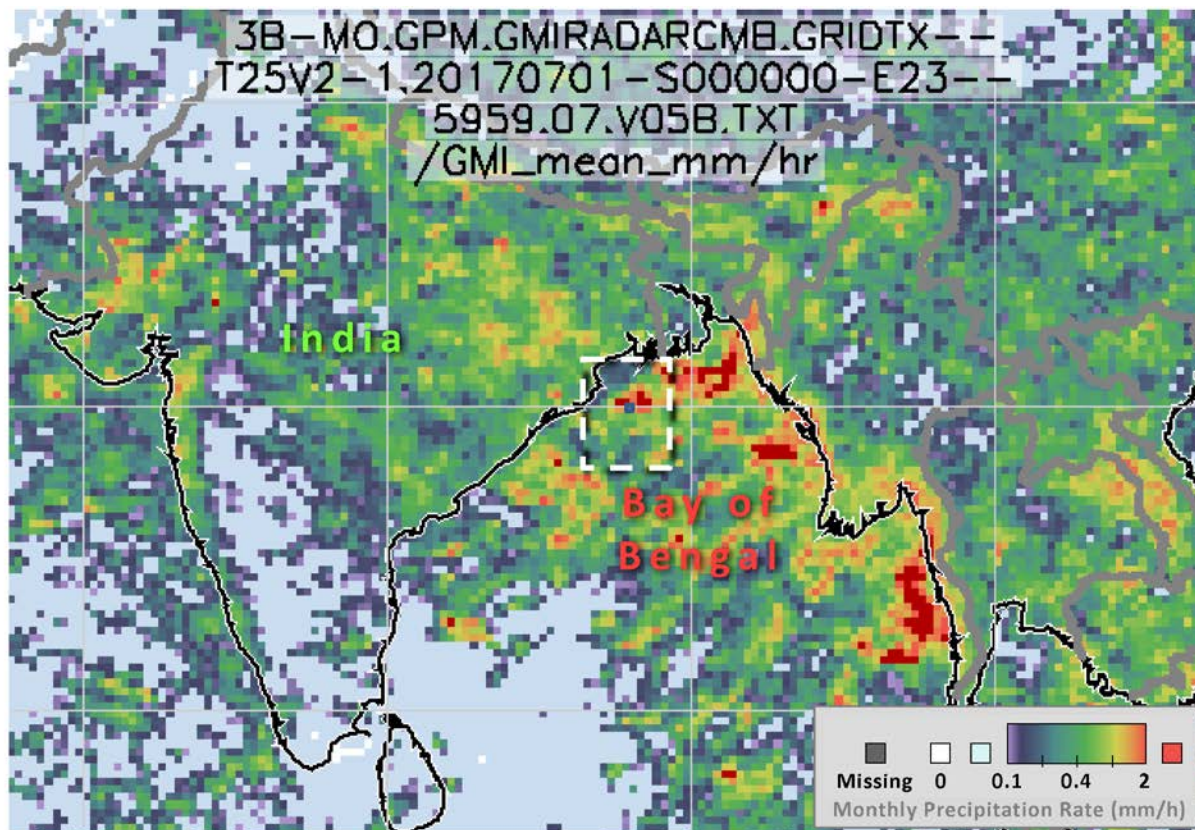 3B-MO.GPM.GMIRADARCMB.GRIDTX--
T25V2-1.20170701-S000000-E23--
5959.07.V05B.TXT
/GMI_mean_mm/hr
India
Bay of
Bengal
Missing 0 0.1 0.4 2
Monthly Precipitation Rate (mm/h)